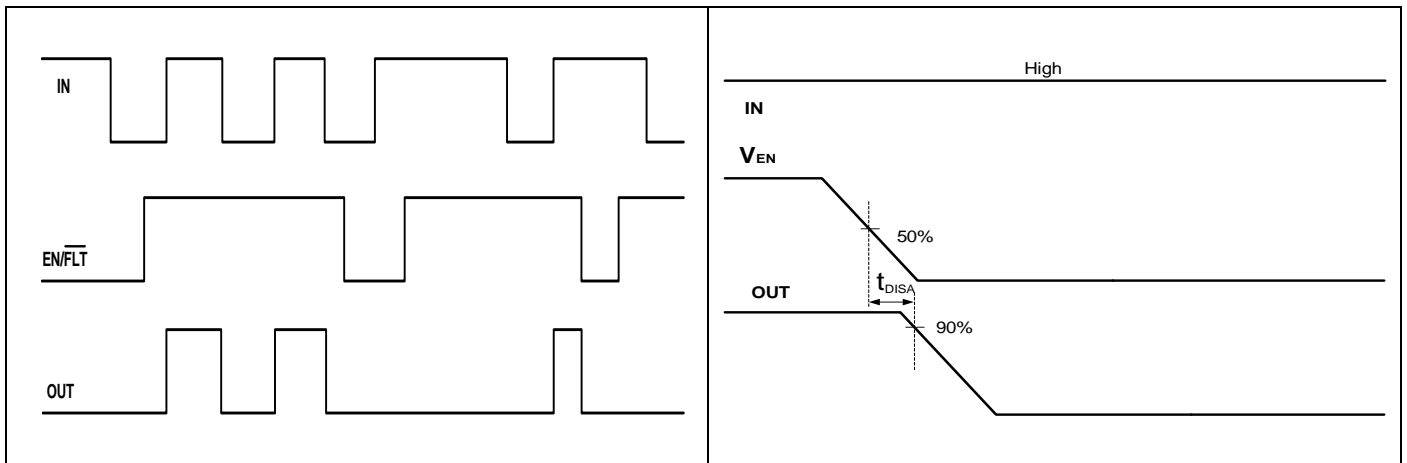 IN
EN/FLT
OUT
High
IN
VEN
50%
tDISA
OUT
90%